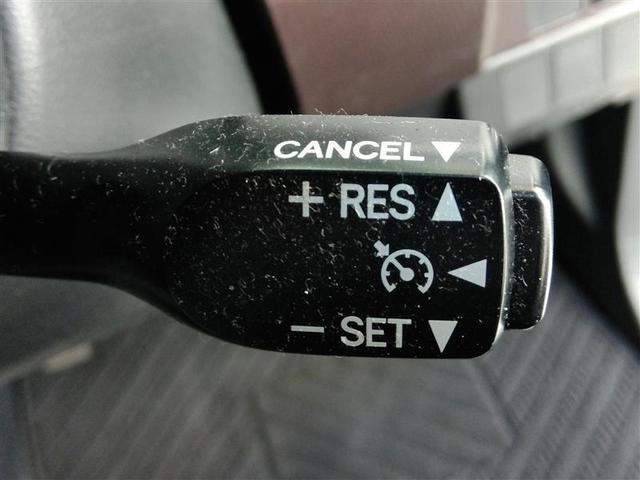 CANCEL ▼
+ RES ▲
◀
− SET ▼